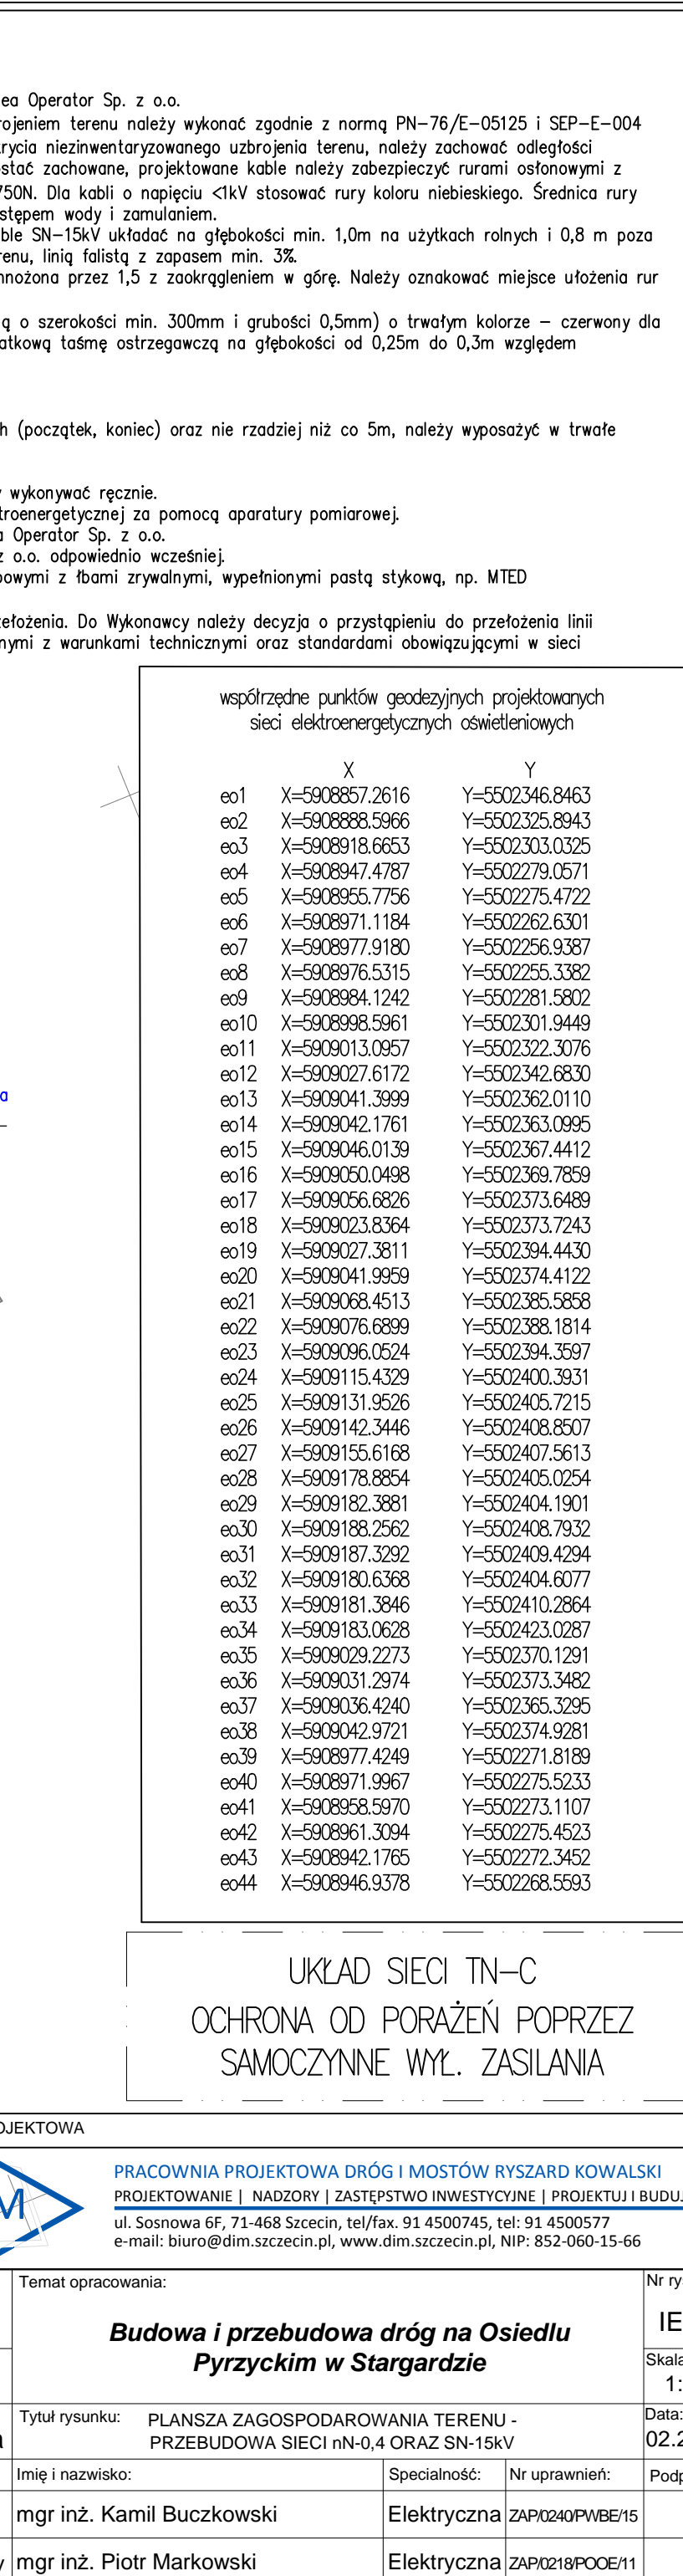 ea Operator Sp. z o.o.
rojeniem terenu należy wykonać zgodnie z normą PN-76/E-05125 i SEP-E-004
rycia niezinwentaryzowanego uzbrojenia terenu, należy zachować odległości
stać zachowane, projektowane kable należy zabezpieczyć rurami osłonowymi z
750N. Dla kabli o napięciu <1kV stosować rury koloru niebieskiego. Średnica rury
stępem wody i zamulaniem.
ble SN-15kV układać na głębokości min. 1,0m na użytkach rolnych i 0,8 m poza
renu, linią falistą z zapasem min. 3%.
nnożona przez 1,5 z zaokrągleniem w górę. Należy oznakować miejsce ułożenia rur
ą o szerokości min. 300mm i grubości 0,5mm) o trwałym kolorze – czerwony dla
atkową taśmę ostrzegawczą na głębokości od 0,25m do 0,3m względem
h (początek, koniec) oraz nie rzadziej niż co 5m, należy wyposażyć w trwałe
y wykonywać ręcznie.
troenergetycznej za pomocą aparatury pomiarowej.
a Operator Sp. z o.o.
z o.o. odpowiednio wcześniej.
bowymi z łbami zrywalnymi, wypełnionymi pastą stykową, np. MTED
zełożenia. Do Wykonawcy należy decyzja o przystąpieniu do przełożenia linii
nymi z warunkami technicznymi oraz standardami obowiązującymi w sieci
współrzędne punktów geodezyjnych projektowanych
sieci elektroenergetycznych oświetleniowych
X Y
eo1 X=5908857.2616 Y=5502346.8463
eo2 X=5908888.5966 Y=5502325.8943
eo3 X=5908918.6653 Y=5502303.0325
eo4 X=5908947.4787 Y=5502279.0571
eo5 X=5908955.7756 Y=5502275.4722
eo6 X=5908971.1184 Y=5502262.6301
eo7 X=5908977.9180 Y=5502256.9387
eo8 X=5908976.5315 Y=5502255.3382
eo9 X=5908984.1242 Y=5502281.5802
eo10 X=5908998.5961 Y=5502301.9449
eo11 X=5909013.0957 Y=5502322.3076
eo12 X=5909027.6172 Y=5502342.6830
eo13 X=5909041.3999 Y=5502362.0110
eo14 X=5909042.1761 Y=5502363.0995
eo15 X=5909046.0139 Y=5502367.4412
eo16 X=5909050.0498 Y=5502369.7859
eo17 X=5909056.6826 Y=5502373.6489
eo18 X=5909023.8364 Y=5502373.7243
eo19 X=5909027.3811 Y=5502394.4430
eo20 X=5909041.9959 Y=5502374.4122
eo21 X=5909068.4513 Y=5502385.5858
eo22 X=5909076.6899 Y=5502388.1814
eo23 X=5909096.0524 Y=5502394.3597
eo24 X=5909115.4329 Y=5502400.3931
eo25 X=5909131.9526 Y=5502405.7215
eo26 X=5909142.3446 Y=5502408.8507
eo27 X=5909155.6168 Y=5502407.5613
eo28 X=5909178.8854 Y=5502405.0254
eo29 X=5909182.3881 Y=5502404.1901
eo30 X=5909188.2562 Y=5502408.7932
eo31 X=5909187.3292 Y=5502409.4294
eo32 X=5909180.6368 Y=5502404.6077
eo33 X=5909181.3846 Y=5502410.2864
eo34 X=5909183.0628 Y=5502423.0287
eo35 X=5909029.2273 Y=5502370.1291
eo36 X=5909031.2974 Y=5502373.3482
eo37 X=5909036.4240 Y=5502365.3295
eo38 X=5909042.9721 Y=5502374.9281
eo39 X=5908977.4249 Y=5502271.8189
eo40 X=5908971.9967 Y=5502275.5233
eo41 X=5908958.5970 Y=5502273.1107
eo42 X=5908961.3094 Y=5502275.4523
eo43 X=5908942.1765 Y=5502272.3452
eo44 X=5908946.9378 Y=5502268.5593
a
UKŁAD SIECI TN-C
OCHRONA OD PORAŻEŃ POPRZEZ
SAMOCZYNNE WYŁ. ZASILANIA
OJEKTOWA
M
PRACOWNIA PROJEKTOWA DRÓG I MOSTÓW RYSZARD KOWALSKI
PROJEKTOWANIE | NADZORY | ZASTĘPSTWO INWESTYCYJNE | PROJEKTUJ I BUDUJ
ul. Sosnowa 6F, 71-468 Szczecin, tel/fax. 91 4500745, tel: 91 4500577
e-mail: biuro@dim.szczecin.pl, www.dim.szczecin.pl, NIP: 852-060-15-66
Temat opracowania: Nr rys
Budowa i przebudowa dróg na Osiedlu
Pyrzyckim w Stargardzie
IE
Skala
1:
Tytuł rysunku: PLANSZA ZAGOSPODAROWANIA TERENU -
PRZEBUDOWA SIECI nN-0,4 ORAZ SN-15kV
Data:
02.2
a
Imię i nazwisko: Specialność: Nr uprawnień: Podp
mgr inż. Kamil Buczkowski Elektryczna ZAP/0240/PWBE/15
y mgr inż. Piotr Markowski Elektryczna ZAP/0218/POOE/11